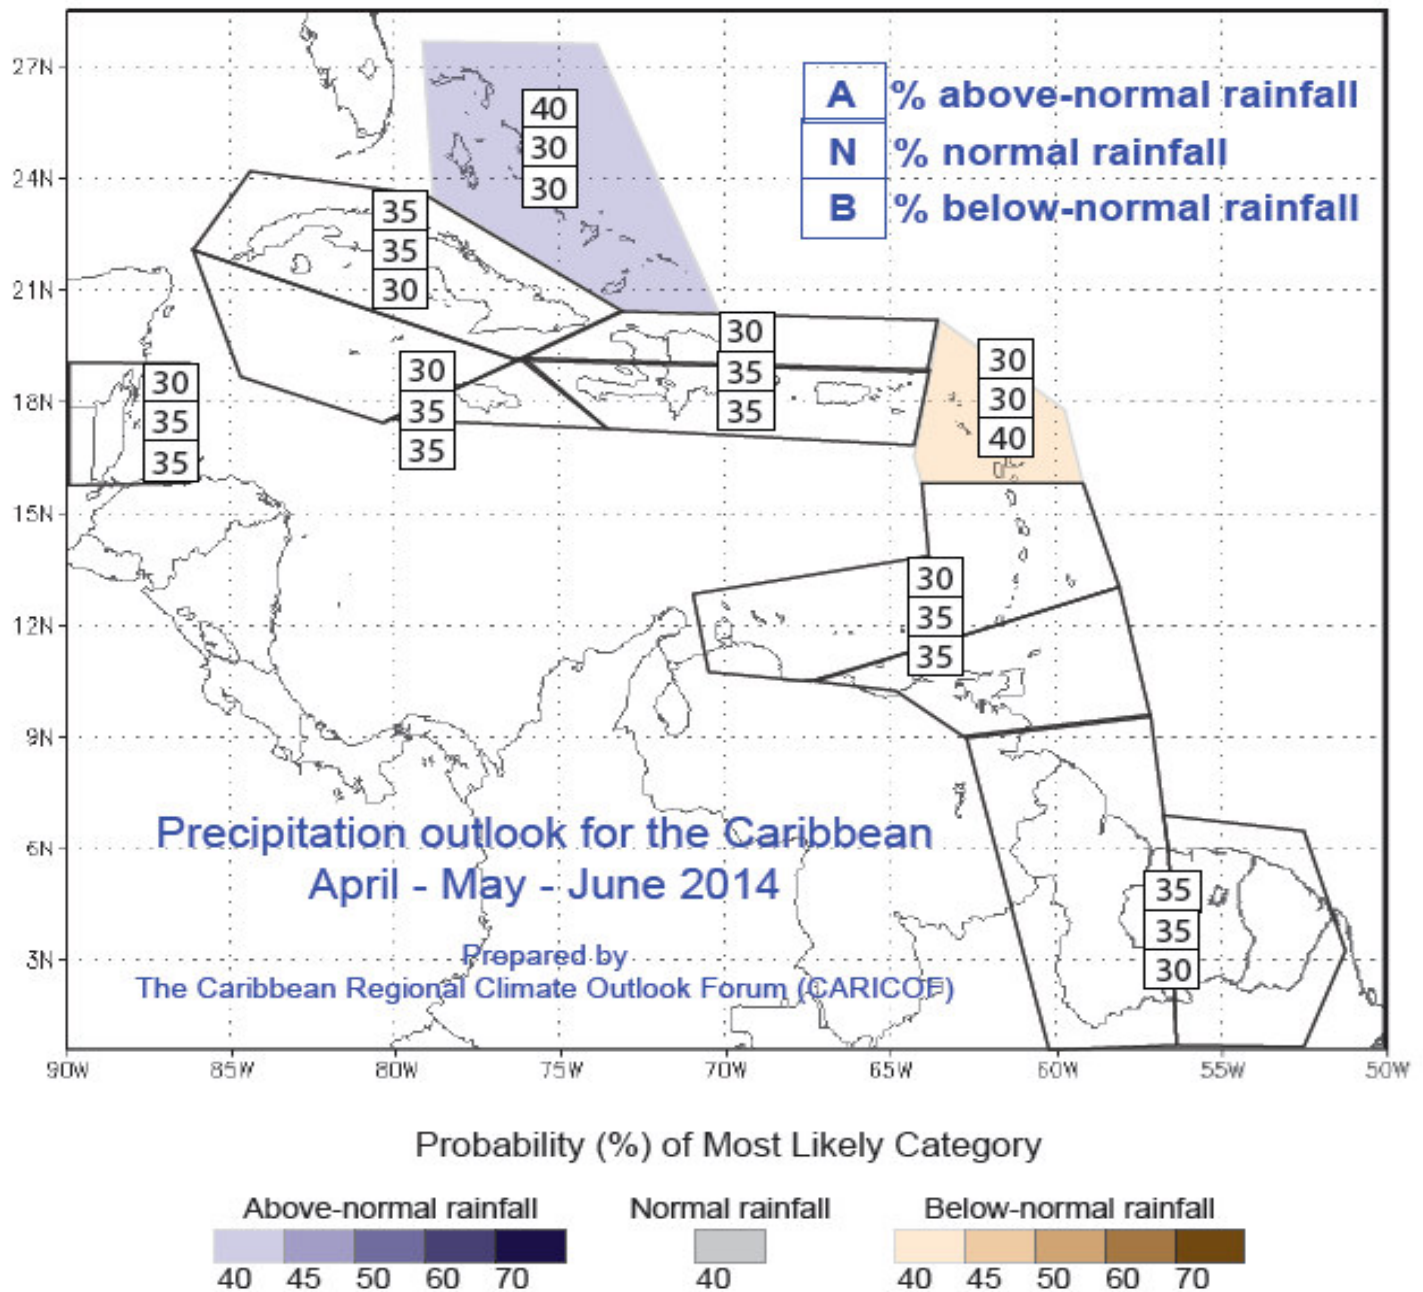 27N
24N
21N
18N
15N
12N
9N
6N
3N
A % above-normal rainfall
N % normal rainfall
B % below-normal rainfall
40
30
30
35
35
30
30
35
35
30
35
35
30
35
35
30
30
40
30
35
35
35
35
30
Precipitation outlook for the Caribbean
April - May - June 2014
Prepared by
The Caribbean Regional Climate Outlook Forum (CARICOF)
90W 85W 80W 75W 70W 65W 60W 55W 50W
Probability (%) of Most Likely Category
Above-normal rainfall Normal rainfall Below-normal rainfall
40 45 50 60 70 40 40 45 50 60 70